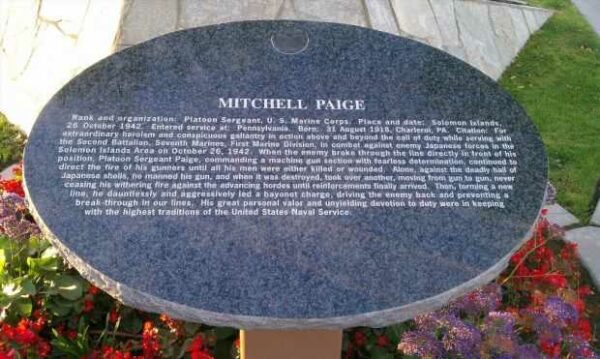 MITCHELL PAIGE
Rank and organization: Platoon Sergeant, U. S. Marine Corps. Place and date: Solomon Islands,
26 October 1942. Entered service at: Pennsylvania. Born: 31 August 1918, Charleroi, PA. Citation: For
extraordinary heroism and conspicuous gallantry in action above and beyond the call of duty while serving with
the Second Battalion, Seventh Marines, First Marine Division, in combat against enemy Japanese forces in the
Solomon Islands Area on October 26, 1942. When the enemy broke through the line directly in front of his
position, Platoon Sergeant Paige, commanding a machine gun section with fearless determination, continued to
direct the fire of his gunners until all his men were either killed or wounded. Alone, against the deadly hail of
Japanese shells, he manned his gun, and when it was destroyed, took over another, moving from gun to gun, never
ceasing his withering fire against the advancing hordes until reinforcements finally arrived. Then, forming a new
line, he dauntlessly and aggressively led a bayonet charge, driving the enemy back and preventing a
break-through in our lines. His great personal valor and unyielding devotion to duty were in keeping
with the highest traditions of the United States Naval Service.